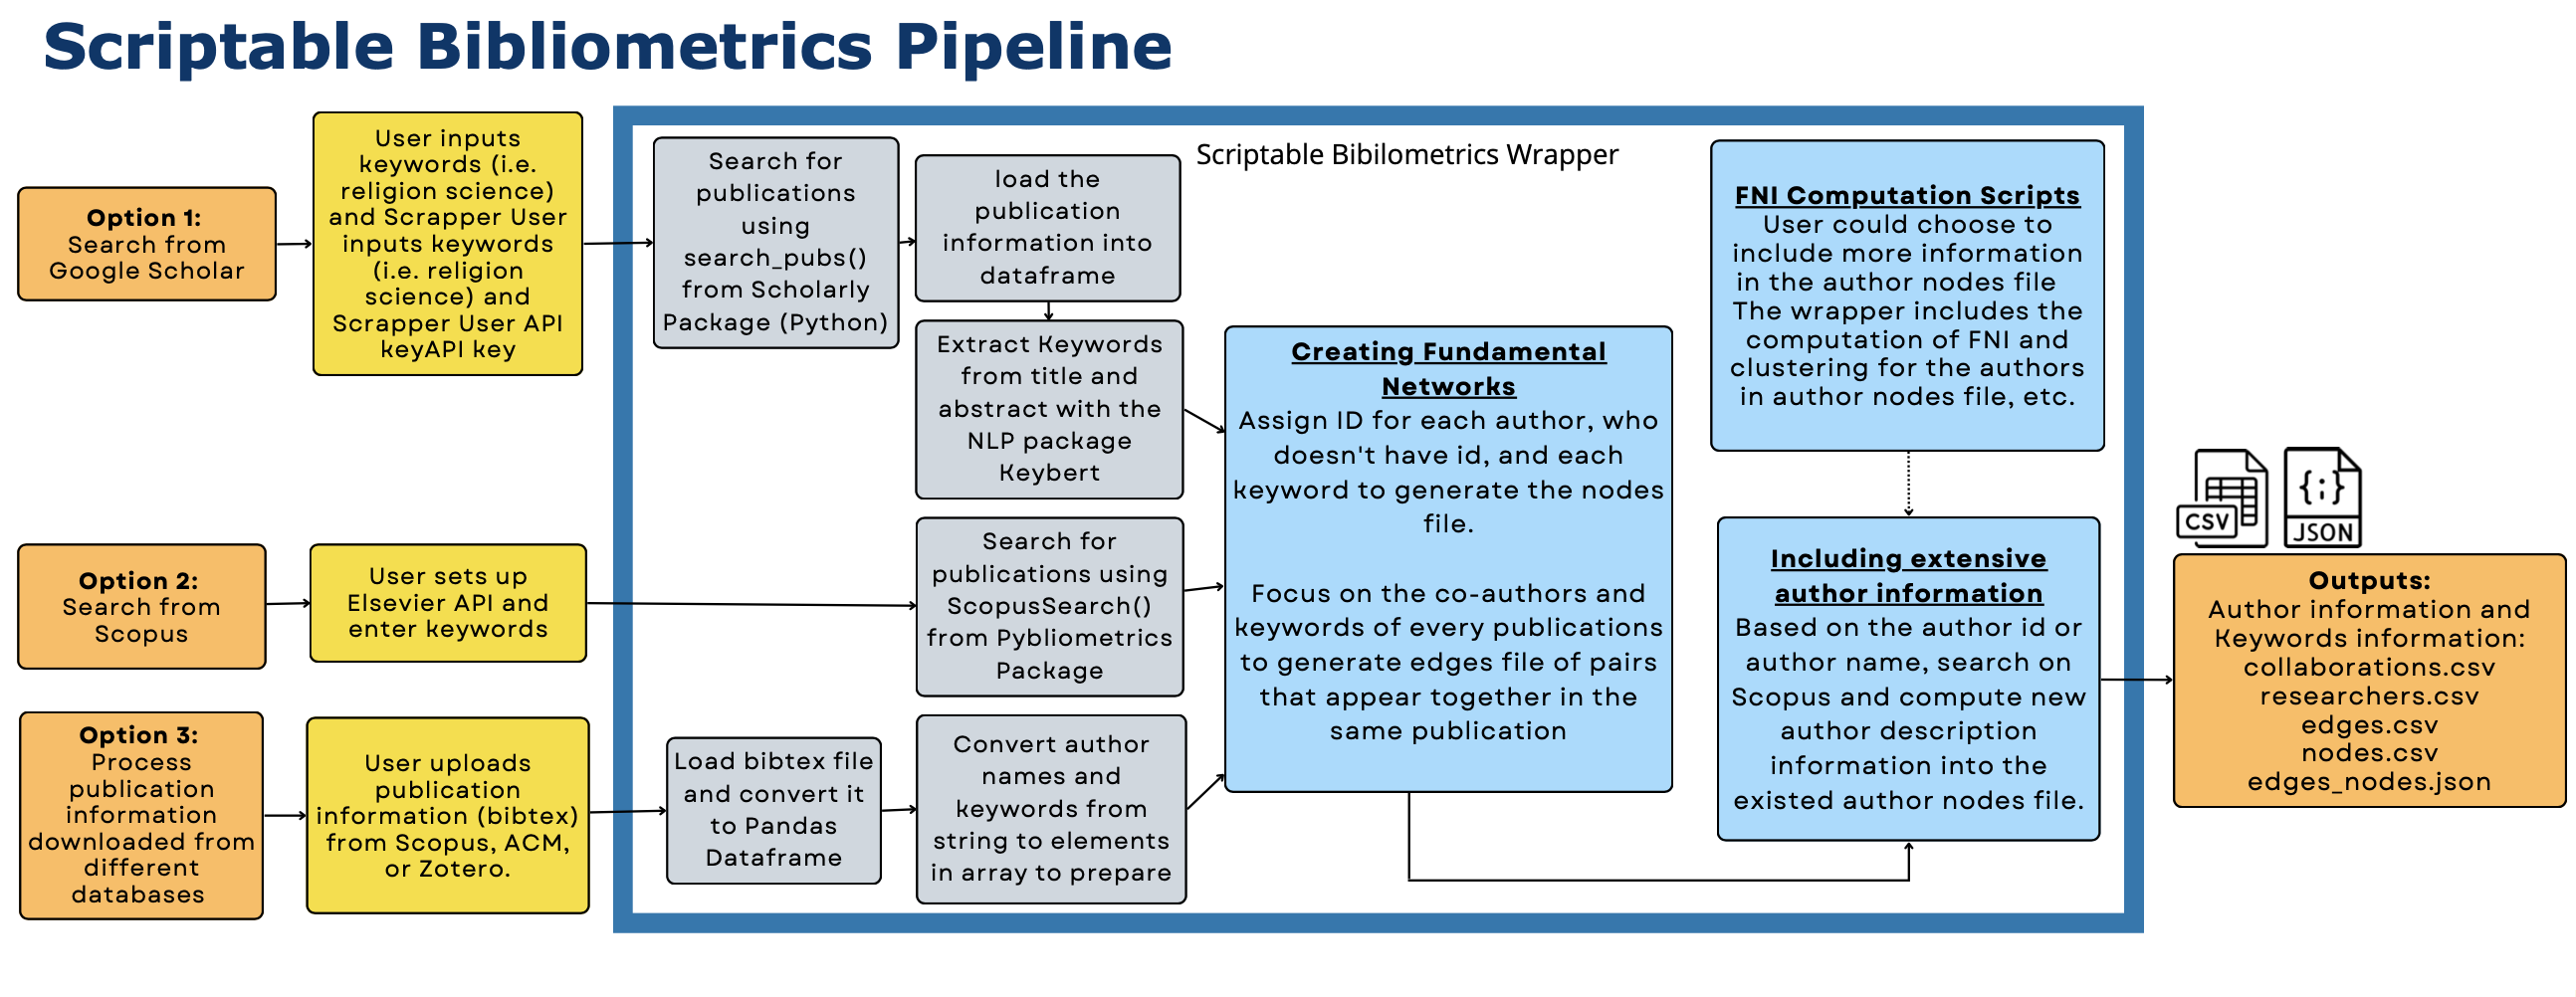 Scriptable Bibliometrics Pipeline
Option 1:
Search from
Google Scholar
User inputs
keywords (i.e.
religion science)
and Scrapper User
inputs keywords
(i.e. religion
science) and
Scrapper User API
keyAPI key
Search for
publications
using
search_pubs()
from Scholarly
Package (Python)
load the
publication
information into
dataframe
Scriptable Bibilometrics Wrapper
Extract Keywords
from title and
abstract with the
NLP package
Keybert
Option 2:
Search from
Scopus
User sets up
Elsevier API and
enter keywords
Search for
publications using
ScopusSearch()
from Pybliometrics
Package
Option 3:
Process
publication
information
downloaded from
different
databases
User uploads
publication
information (bibtex)
from Scopus, ACM,
or Zotero.
Load bibtex file
and convert it
to Pandas
Dataframe
Convert author
names and
keywords from
string to elements
in array to prepare
Creating Fundamental
Networks
Assign ID for each author, who
doesn't have id, and each
keyword to generate the nodes
file.
Focus on the co-authors and
keywords of every publications
to generate edges file of pairs
that appear together in the
same publication
FNI Computation Scripts
User could choose to
include more information
in the author nodes file
The wrapper includes the
computation of FNI and
clustering for the authors
in author nodes file, etc.
Including extensive
author information
Based on the author id or
author name, search on
Scopus and compute new
author description
information into the
existed author nodes file.
CSV
{;}
JSON
Outputs:
Author information and
Keywords information:
collaborations.csv
researchers.csv
edges.csv
nodes.csv
edges_nodes.json